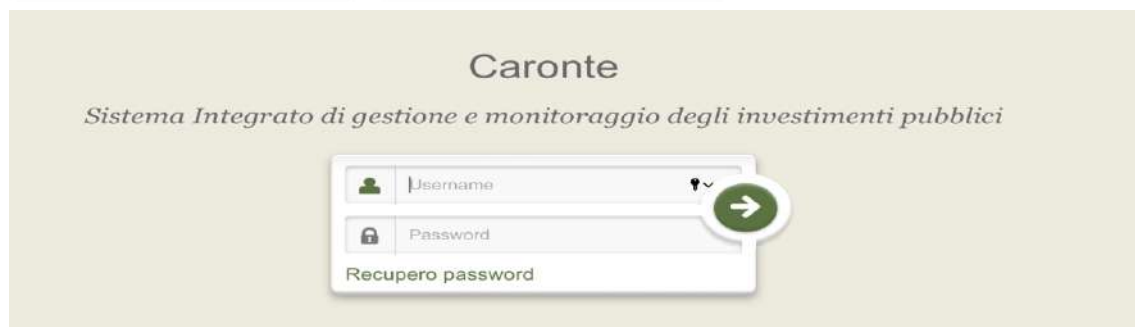 Caronte
Sistema Integrato di gestione e monitoraggio degli investimenti pubblici
Username
Password
Recupero password